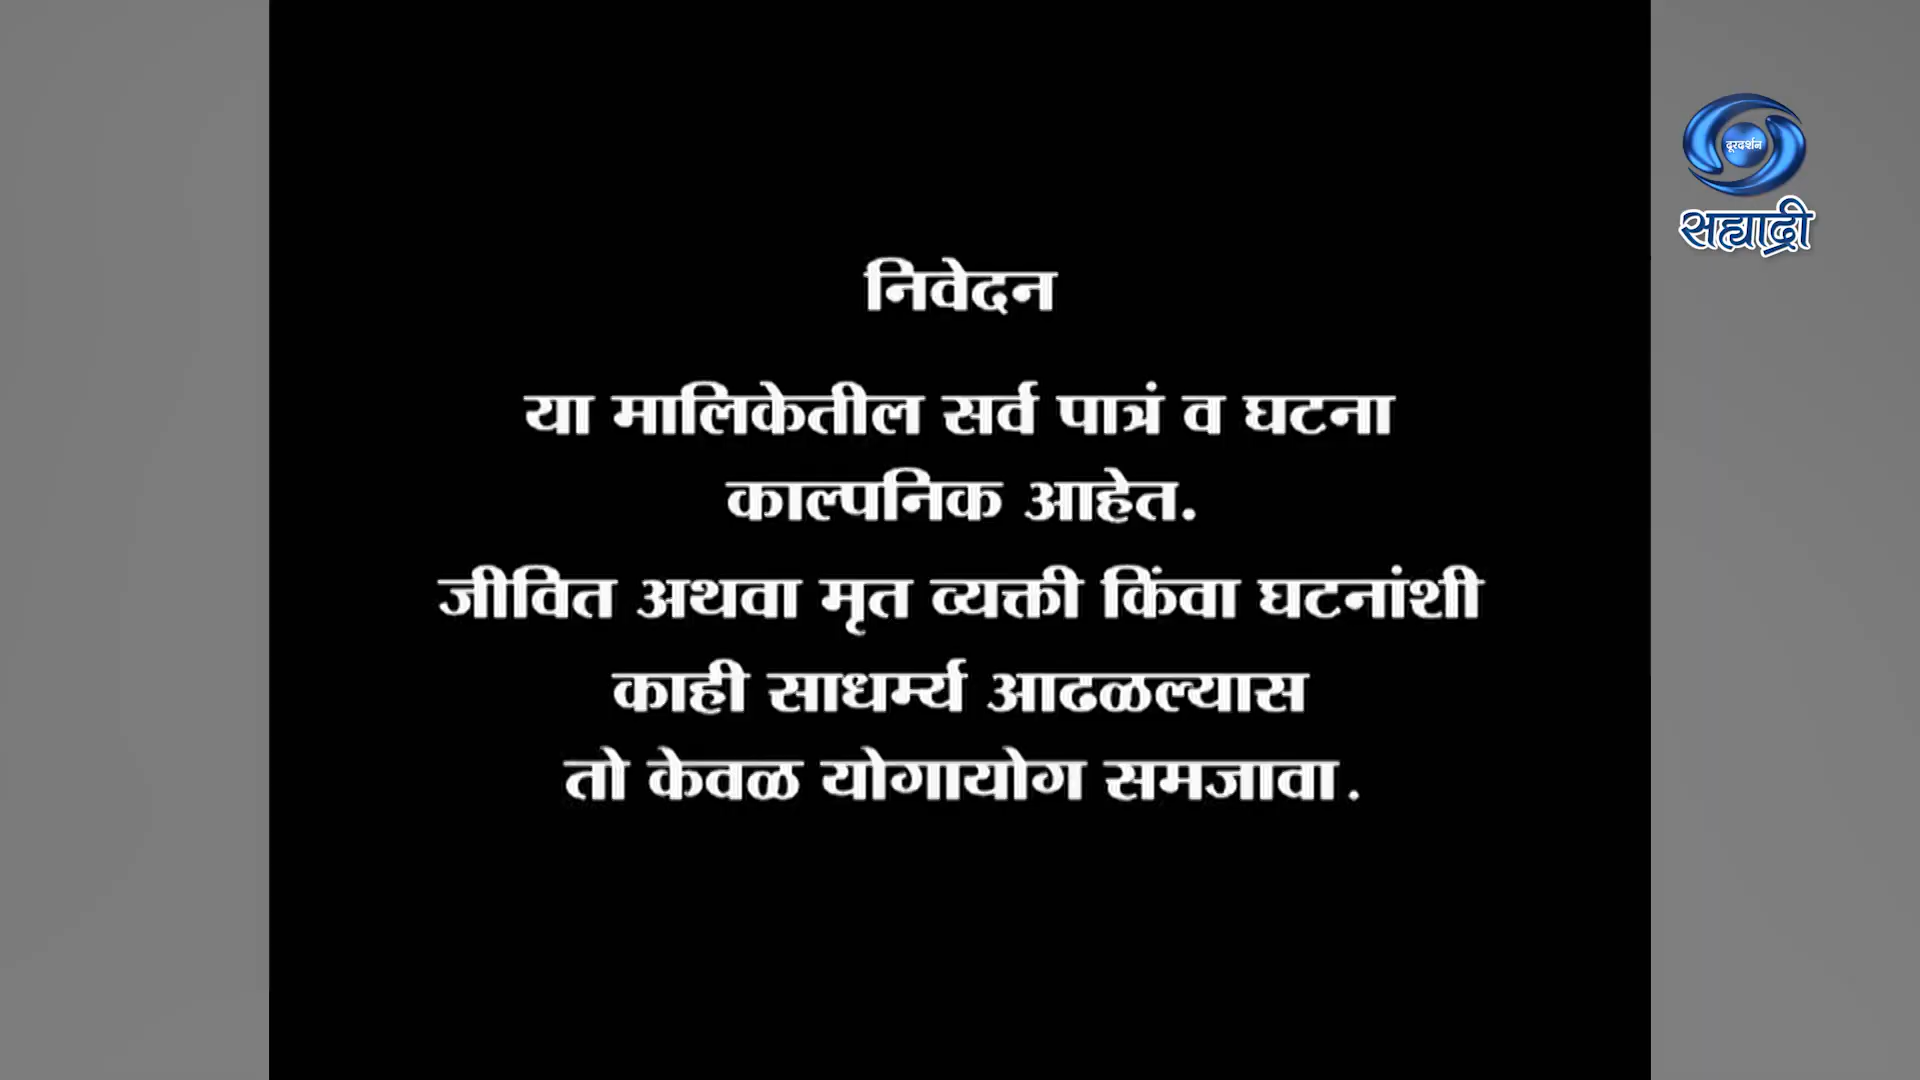 दूरदर्शन
सह्याद्री
निवेदन
या मालिकेतील सर्व पात्रं व घटना
काल्पनिक आहेत.
जीवित अथवा मृत व्यक्ती किंवा घटनांशी
काही साधर्म्य आढळल्यास
तो केवळ योगायोग समजावा.